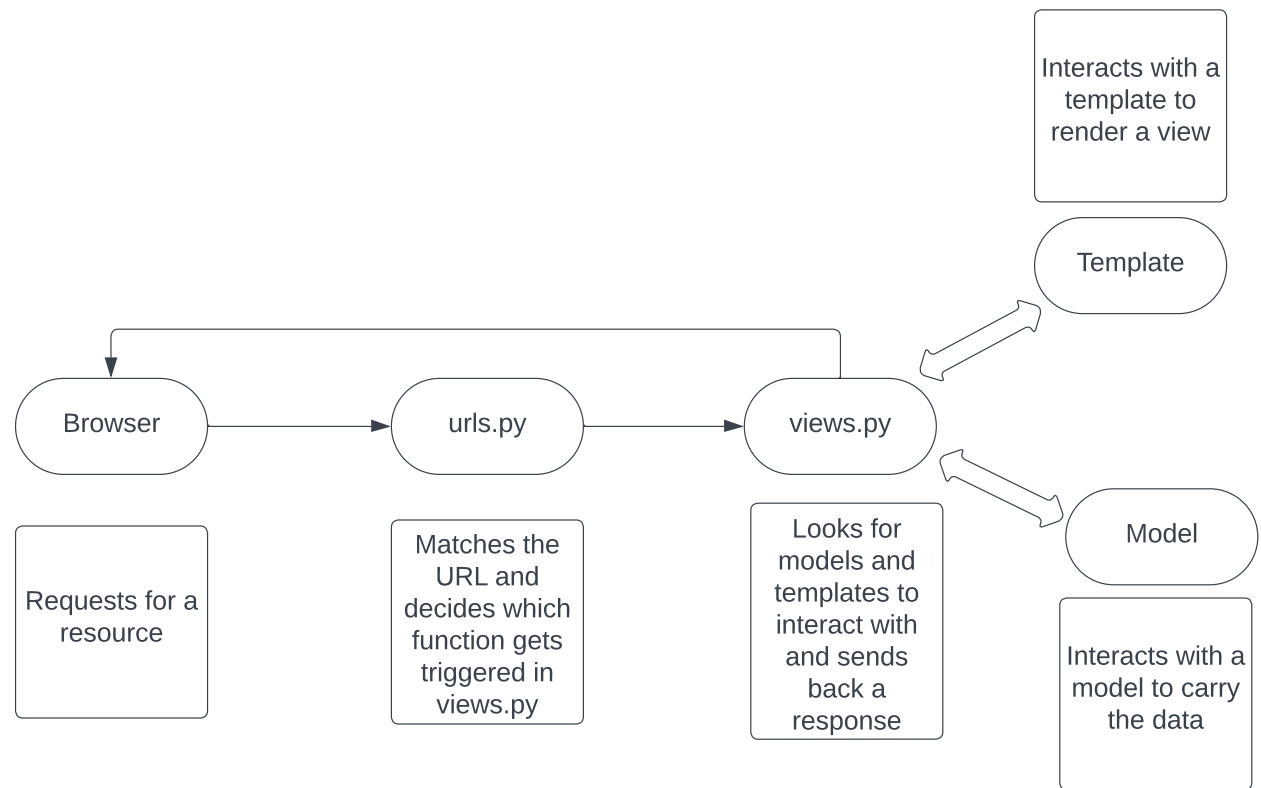 Interacts with a
template to
render a view
Template
Browser
urls.py
views.py
Model
Requests for a
resource
Matches the
URL and
decides which
function gets
triggered in
views.py
Looks for
models and
templates to
interact with
and sends
back a
response
Interacts with a
model to carry
the data